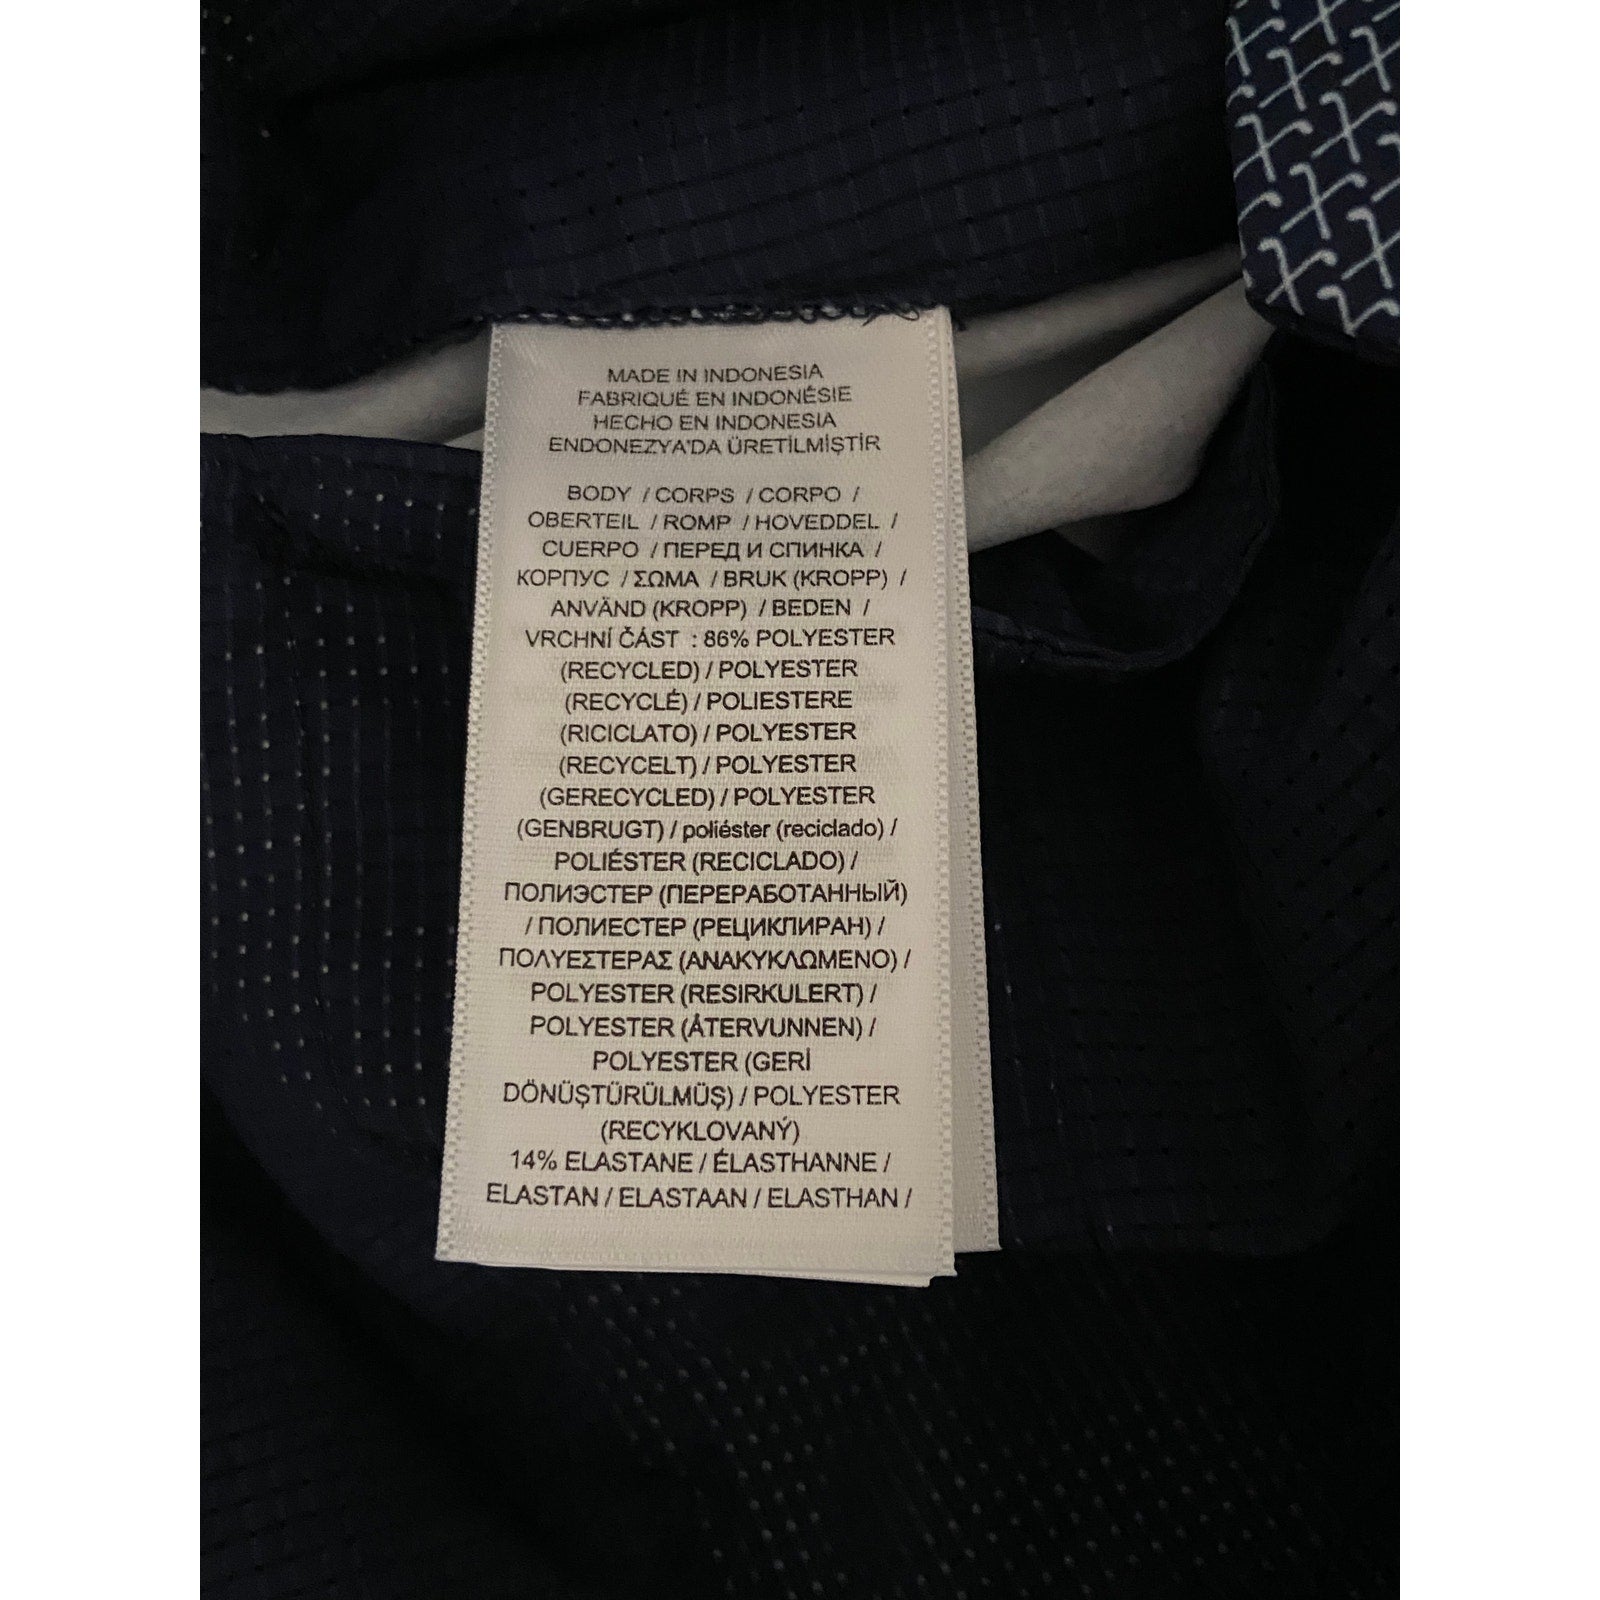 MADE IN INDONESIA
FABRIQUÉ EN INDONÉSIE
HECHO EN INDONESIA
ENDONEZYA'DA ÜRETİLMİŞTİR
BODY / CORPS / CORPO /
OBERTEIL / ROMP / HOVEDDEL /
CUERPO / ПЕРЕД И СПИНКА /
КОРПУС / ΣΩΜΑ / BRUK (KROPP) /
ANVÄND (KROPP) / BEDEN /
VRCHNÍ ČÁST : 86% POLYESTER
(RECYCLED) / POLYESTER
(RECYCLÉ) / POLIESTERE
(RICICLATO) / POLYESTER
(RECYCELT) / POLYESTER
(GERECYCLED) / POLYESTER
(GENBRUGT) / poliéster (reciclado) /
POLIÉSTER (RECICLADO) /
ПОЛИЭСТЕР (ПЕРЕРАБОТАННЫЙ)
/ ПОЛИЕСТЕР (РЕЦИКЛИРАН) /
ΠΟΛΥΕΣΤΕΡΑΣ (ΑΝΑΚΥΚΛΩΜΕΝΟ) /
POLYESTER (RESIRKULERT) /
POLYESTER (ÅTERVUNNEN) /
POLYESTER (GERİ
DÖNÜŞTÜRÜLMÜŞ) / POLYESTER
(RECYKLOVANÝ)
14% ELASTANE / ÉLASTHANNE /
ELASTAN / ELASTAAN / ELASTHAN /